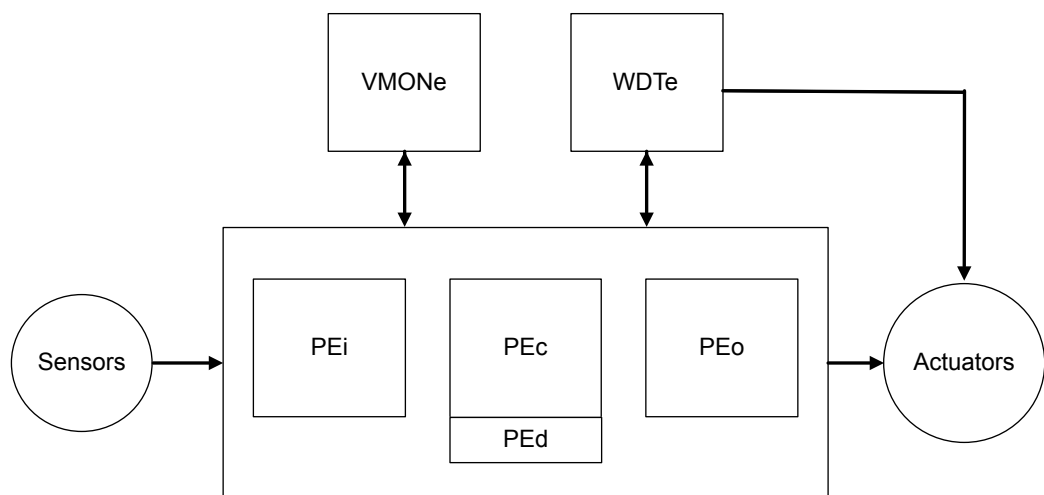 VMONe
WDTe
Sensors
PEi
PEc
PEo
Actuators
PEd